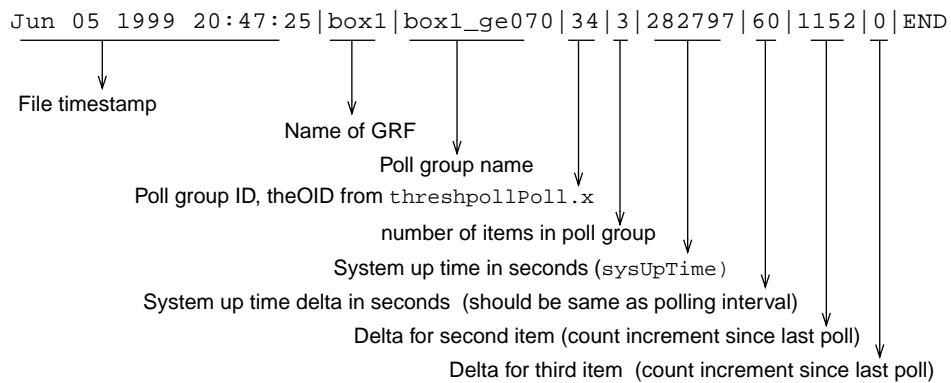 Jun 05 1999 20:47:25|box1|box1_ge070|34|3|282797|60|1152|0|END
File timestamp
Name of GRF
Poll group name
Poll group ID, theOID from threshpollPoll.x
number of items in poll group
System up time in seconds (sysUpTime)
System up time delta in seconds (should be same as polling interval)
Delta for second item (count increment since last poll)
Delta for third item (count increment since last poll)